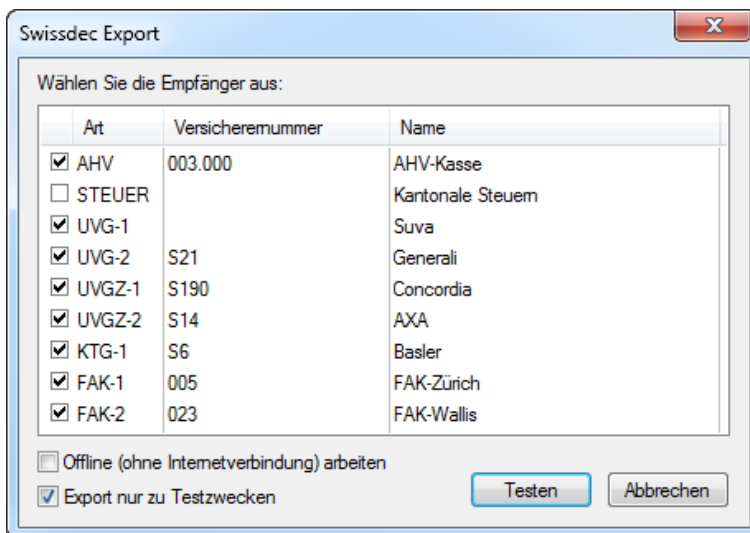 Swissdec Export
Wählen Sie die Empfänger aus:
Art Versicherernummer Name
AHV 003.000 AHV-Kasse
STEUER Kantonale Steuern
UVG-1 Suva
UVG-2 S21 Generali
UVGZ-1 S190 Concordia
UVGZ-2 S14 AXA
KTG-1 S6 Basler
FAK-1 005 FAK-Zürich
FAK-2 023 FAK-Wallis
Offline (ohne Internetverbindung) arbeiten
Export nur zu Testzwecken Testen Abbrechen